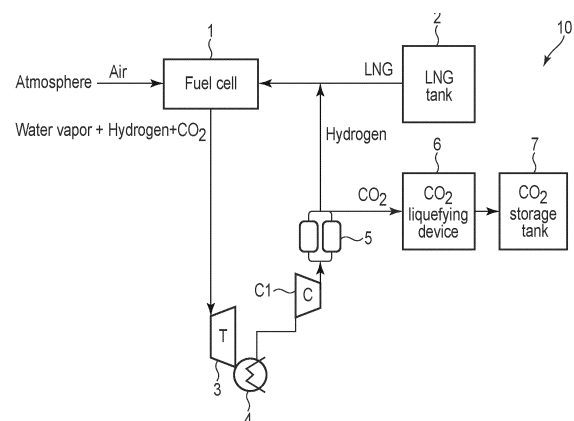 1
2
10
Atmosphere
Air
Fuel cell
LNG
LNG
tank
Water vapor + Hydrogen+CO2
Hydrogen
6
7
CO2
CO2
liquefying
device
CO2
storage
tank
5
C1
C
T
3
4